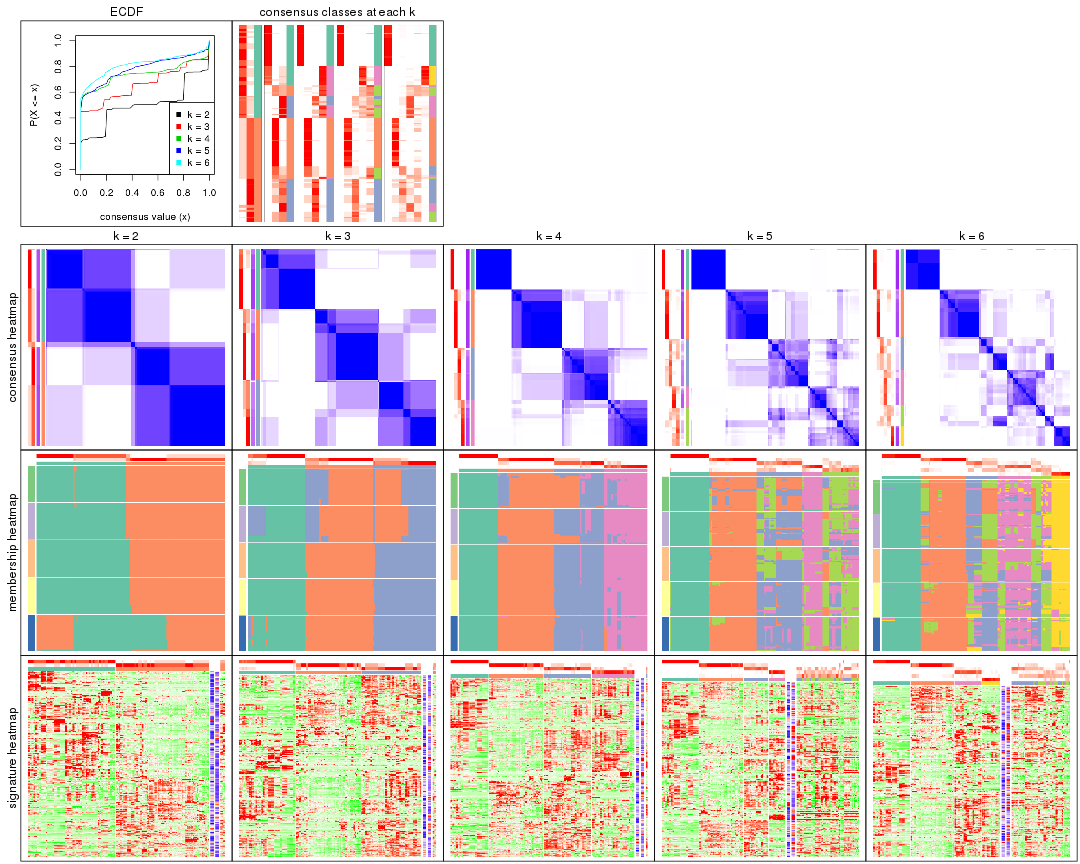 ECDF
consensus classes at each k
P(X <= x)
0.0 0.2 0.4 0.6 0.8 1.0
k = 2
k = 3
k = 4
k = 5
k = 6
0.0 0.2 0.4 0.6 0.8 1.0
consensus value (x)
k = 2 k = 3 k = 4 k = 5 k = 6
consensus heatmap
membership heatmap
signature heatmap